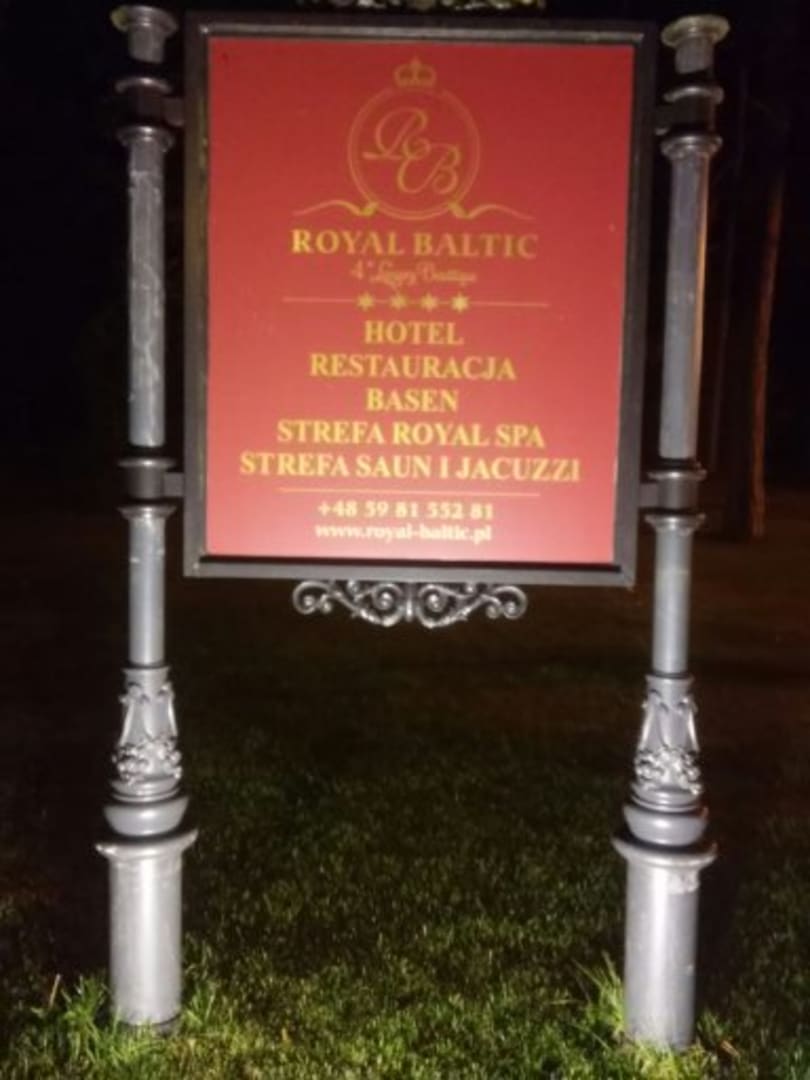 RB
ROYAL BALTIC
4* Luxury Boutique
HOTEL
RESTAURACJA
BASEN
STREFA ROYAL SPA
STREFA SAUN I JACUZZI
+48 59 81 552 81
www.royal-baltic.pl